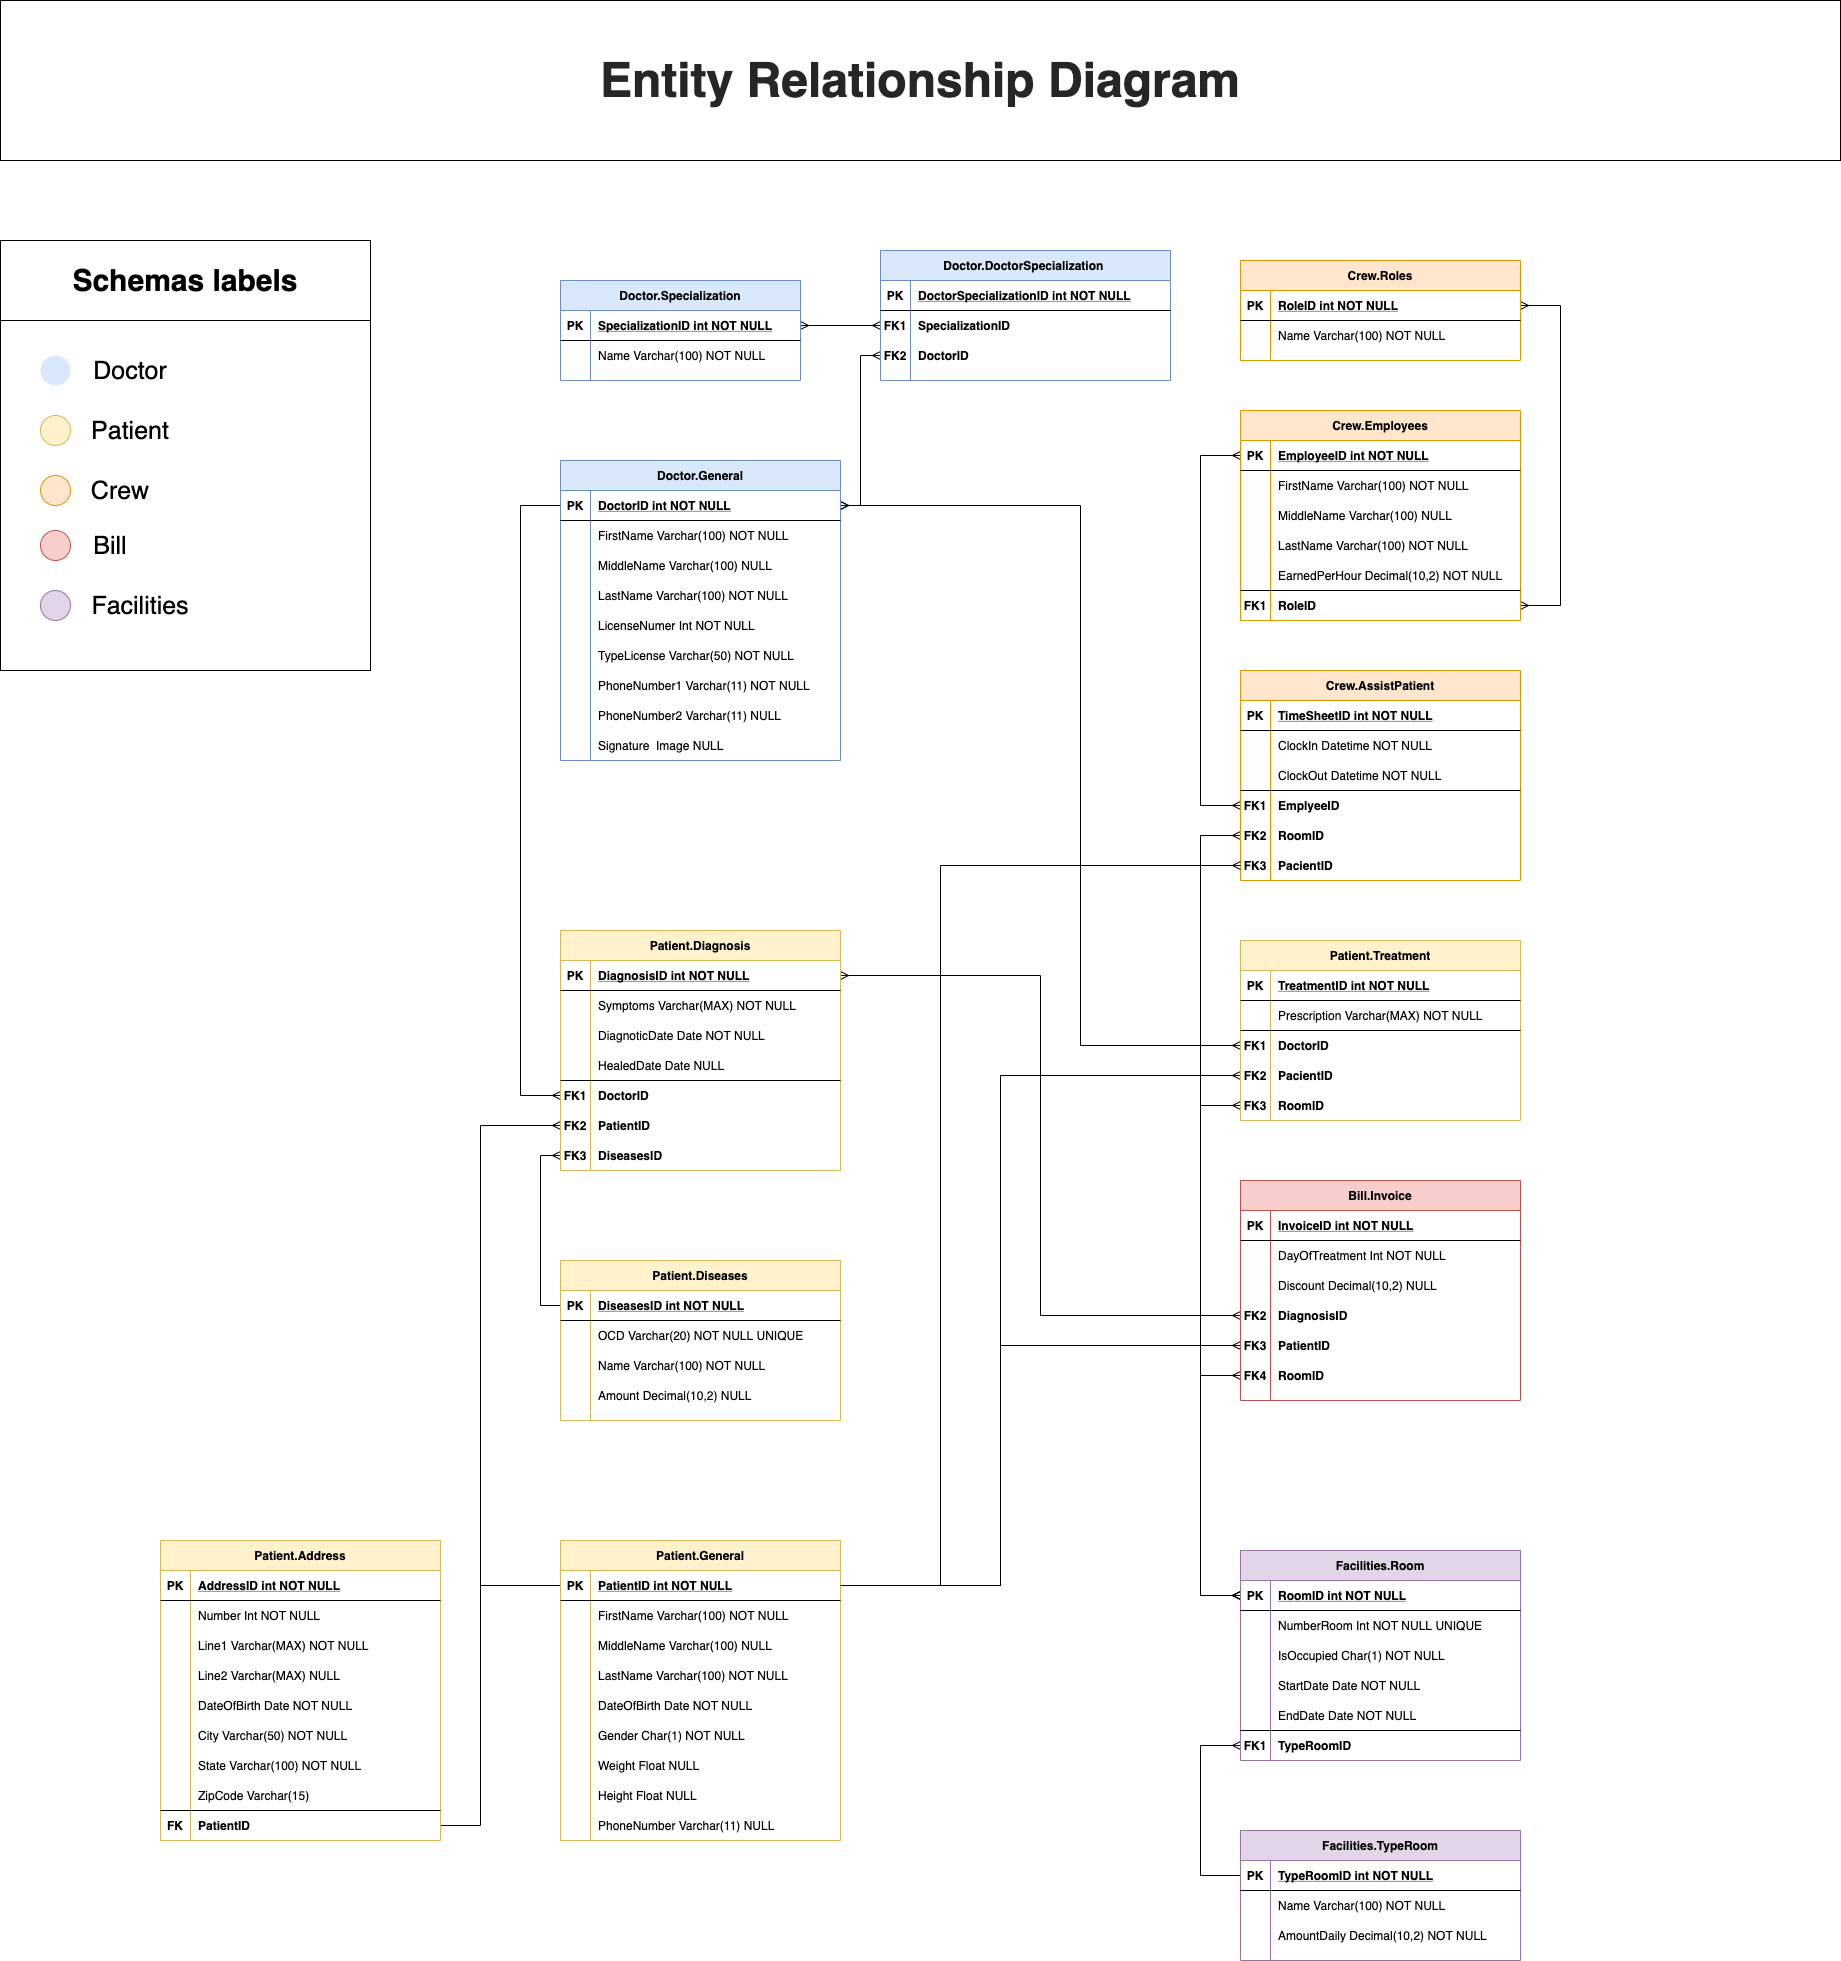 Entity Relationship Diagram
Schemas labels
Doctor
Patient
Crew
Bill
Facilities
Doctor.Specialization
PK SpecializationID int NOT NULL
Name Varchar(100) NOT NULL
Doctor.DoctorSpecialization
PK DoctorSpecializationID int NOT NULL
FK1 SpecializationID
FK2 DoctorID
Crew.Roles
PK RoleID int NOT NULL
Name Varchar(100) NOT NULL
Crew.Employees
PK EmployeeID int NOT NULL
FirstName Varchar(100) NOT NULL
MiddleName Varchar(100) NULL
LastName Varchar(100) NOT NULL
EarnedPerHour Decimal(10,2) NOT NULL
FK1 RoleID
Doctor.General
PK DoctorID int NOT NULL
FirstName Varchar(100) NOT NULL
MiddleName Varchar(100) NULL
LastName Varchar(100) NOT NULL
LicenseNumer Int NOT NULL
TypeLicense Varchar(50) NOT NULL
PhoneNumber1 Varchar(11) NOT NULL
PhoneNumber2 Varchar(11) NULL
Signature  Image NULL
Crew.AssistPatient
PK TimeSheetID int NOT NULL
ClockIn Datetime NOT NULL
ClockOut Datetime NOT NULL
FK1 EmplyeeID
FK2 RoomID
FK3 PacientID
Patient.Diagnosis
PK DiagnosisID int NOT NULL
Symptoms Varchar(MAX) NOT NULL
DiagnoticDate Date NOT NULL
HealedDate Date NULL
FK1 DoctorID
FK2 PatientID
FK3 DiseasesID
Patient.Treatment
PK TreatmentID int NOT NULL
Prescription Varchar(MAX) NOT NULL
FK1 DoctorID
FK2 PacientID
FK3 RoomID
Patient.Diseases
PK DiseasesID int NOT NULL
OCD Varchar(20) NOT NULL UNIQUE
Name Varchar(100) NOT NULL
Amount Decimal(10,2) NULL
Bill.Invoice
PK InvoiceID int NOT NULL
DayOfTreatment Int NOT NULL
Discount Decimal(10,2) NULL
FK2 DiagnosisID
FK3 PatientID
FK4 RoomID
Patient.Address
PK AddressID int NOT NULL
Number Int NOT NULL
Line1 Varchar(MAX) NOT NULL
Line2 Varchar(MAX) NULL
DateOfBirth Date NOT NULL
City Varchar(50) NOT NULL
State Varchar(100) NOT NULL
ZipCode Varchar(15)
FK PatientID
Patient.General
PK PatientID int NOT NULL
FirstName Varchar(100) NOT NULL
MiddleName Varchar(100) NULL
LastName Varchar(100) NOT NULL
DateOfBirth Date NOT NULL
Gender Char(1) NOT NULL
Weight Float NULL
Height Float NULL
PhoneNumber Varchar(11) NULL
Facilities.Room
PK RoomID int NOT NULL
NumberRoom Int NOT NULL UNIQUE
IsOccupied Char(1) NOT NULL
StartDate Date NOT NULL
EndDate Date NOT NULL
FK1 TypeRoomID
Facilities.TypeRoom
PK TypeRoomID int NOT NULL
Name Varchar(100) NOT NULL
AmountDaily Decimal(10,2) NOT NULL